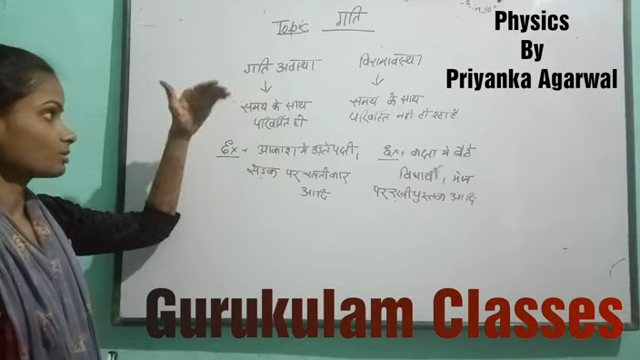 Topic गति
Physics
By
Priyanka Agarwal
गति अवस्था
विरामावस्था
समय के साथ
परिवर्तित हो
समय के साथ
परिवर्तित नहीं हो रहा है
Ex → आकाश में उड़ते पक्षी,
सड़क पर चलती कार
आदि
Ex, कक्षा में बैठे
विद्यार्थी, मेज
पर रखी पुस्तक आदि
Gurukulam Classes